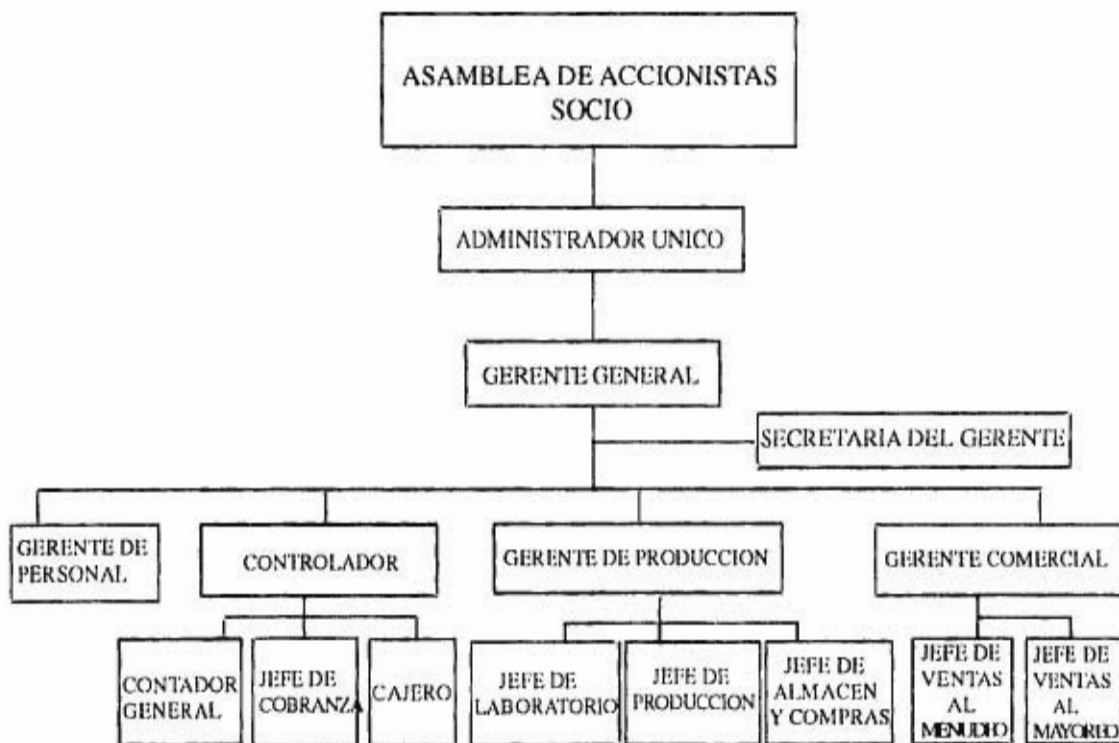 ASAMBLEA DE ACCIONISTAS
SOCIO
ADMINISTRADOR UNICO
GERENTE GENERAL
SECRETARIA DEL GERENTE
GERENTE DE
PERSONAL
CONTROLADOR
GERENTE DE PRODUCCION
GERENTE COMERCIAL
CONTADOR
GENERAL
JEFE DE
COBRANZA
CAJERO
JEFE DE
LABORATORIO
JEFE DE
PRODUCCION
JEFE DE
ALMACEN
Y COMPRAS
JEFE DE
VENTAS
AL
JEFE DE
VENTAS
AL